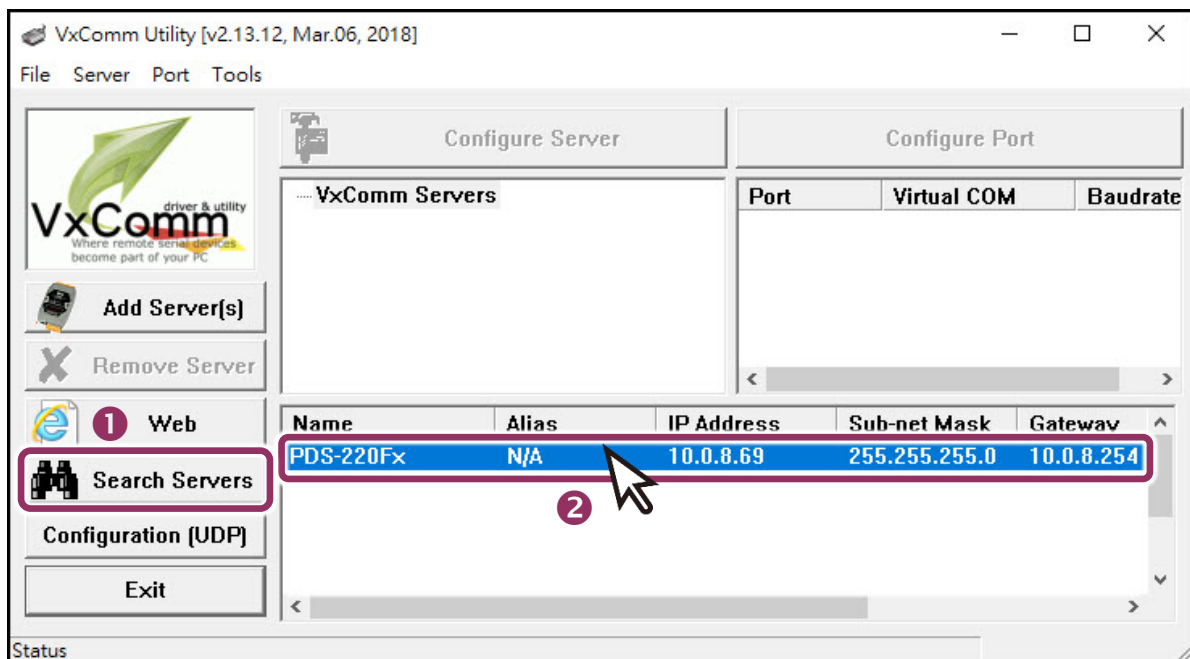 VxComm Utility [v2.13.12, Mar.06, 2018]
File Server Port Tools
driver & utility
VxComm
Where remote serial devices
become part of your PC
Configure Server
Configure Port
VxComm Servers
Port Virtual COM Baudrate
Add Server(s)
Remove Server
1 Web
Search Servers
Configuration (UDP)
Exit
Name Alias IP Address Sub-net Mask Gateway
PDS-220Fx N/A 10.0.8.69 255.255.255.0 10.0.8.254
2
Status